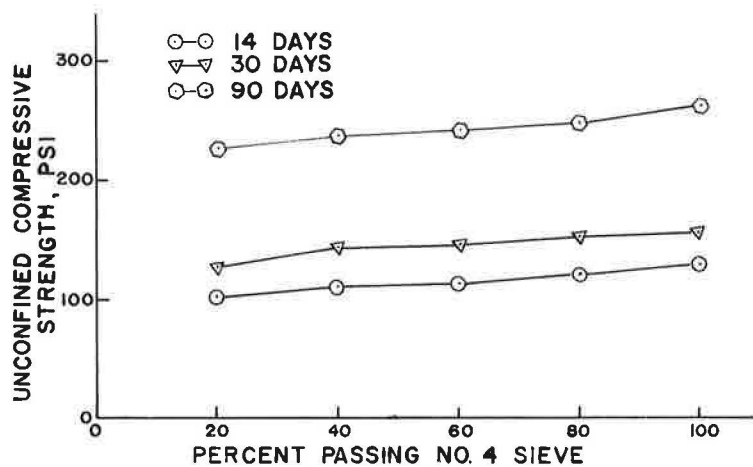 14 DAYS
30 DAYS
90 DAYS
300
200
100
0
0 20 40 60 80 100
UNCONFINED COMPRESSIVE
STRENGTH, PSI
PERCENT PASSING NO. 4 SIEVE